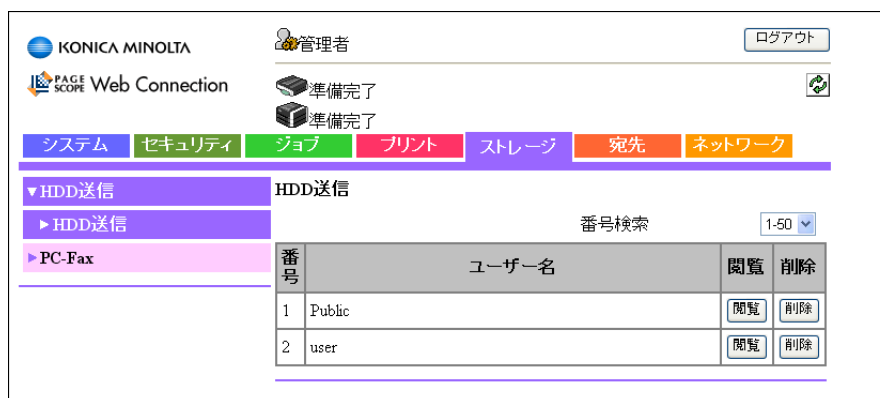 KONICA MINOLTA
管理者
ログアウト
PAGE SCOPE Web Connection
準備完了
準備完了
システム セキュリティ ジョブ プリント ストレージ 宛先 ネットワーク
▼HDD送信
▶HDD送信
▶PC-Fax
HDD送信
番号検索 1-50
番号 ユーザー名 閲覧 削除
1 Public 閲覧 削除
2 user 閲覧 削除